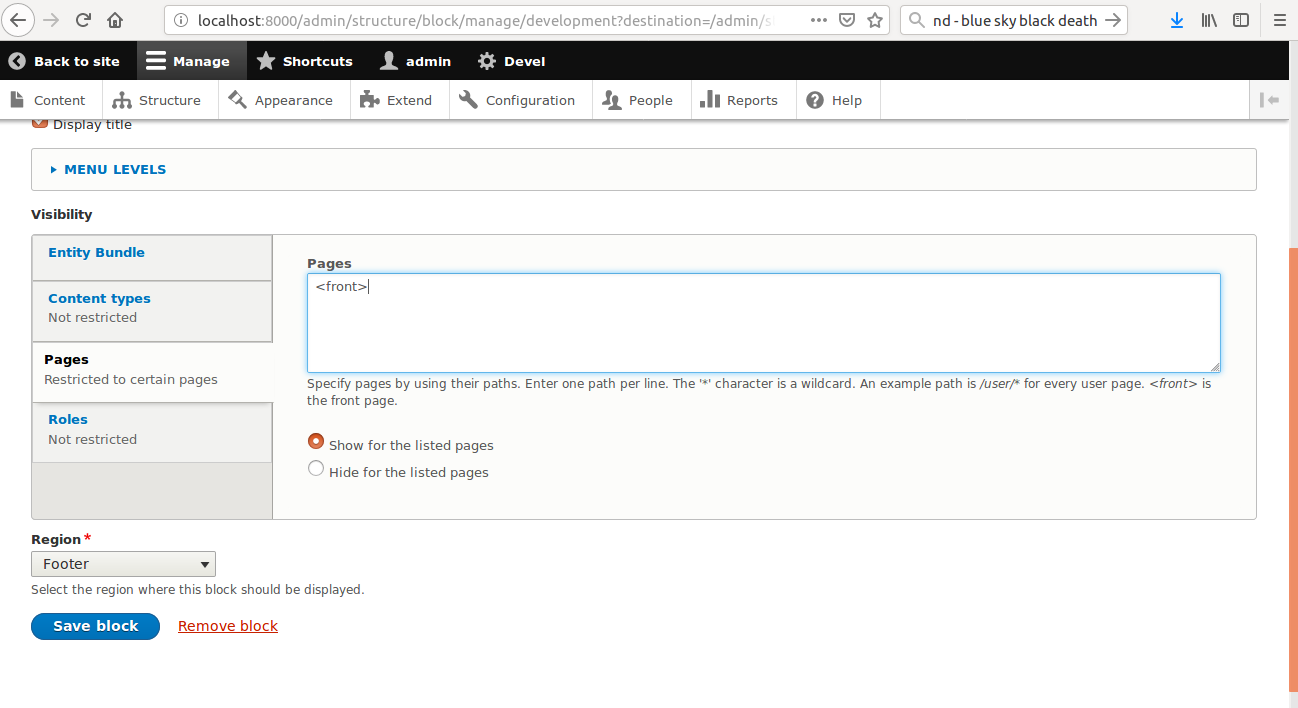 localhost:8000/admin/structure/block/manage/development?destination=/admin/s
nd - blue sky black death
Back to site
Manage
Shortcuts
admin
Devel
Content
Structure
Appearance
Extend
Configuration
People
Reports
Help
Display title
MENU LEVELS
Visibility
Entity Bundle
Content types
Not restricted
Pages
Restricted to certain pages
Roles
Not restricted
Pages
<front>
Specify pages by using their paths. Enter one path per line. The '*' character is a wildcard. An example path is /user/* for every user page. <front> is
the front page.
Show for the listed pages
Hide for the listed pages
Region *
Footer
Select the region where this block should be displayed.
Save block
Remove block